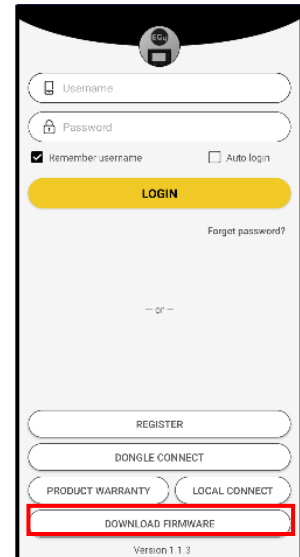 EGy
Username
Password
Remember username Auto login
LOGIN
Forget password?
— or —
REGISTER
DONGLE CONNECT
PRODUCT WARRANTY LOCAL CONNECT
DOWNLOAD FIRMWARE
Version 1.1.3